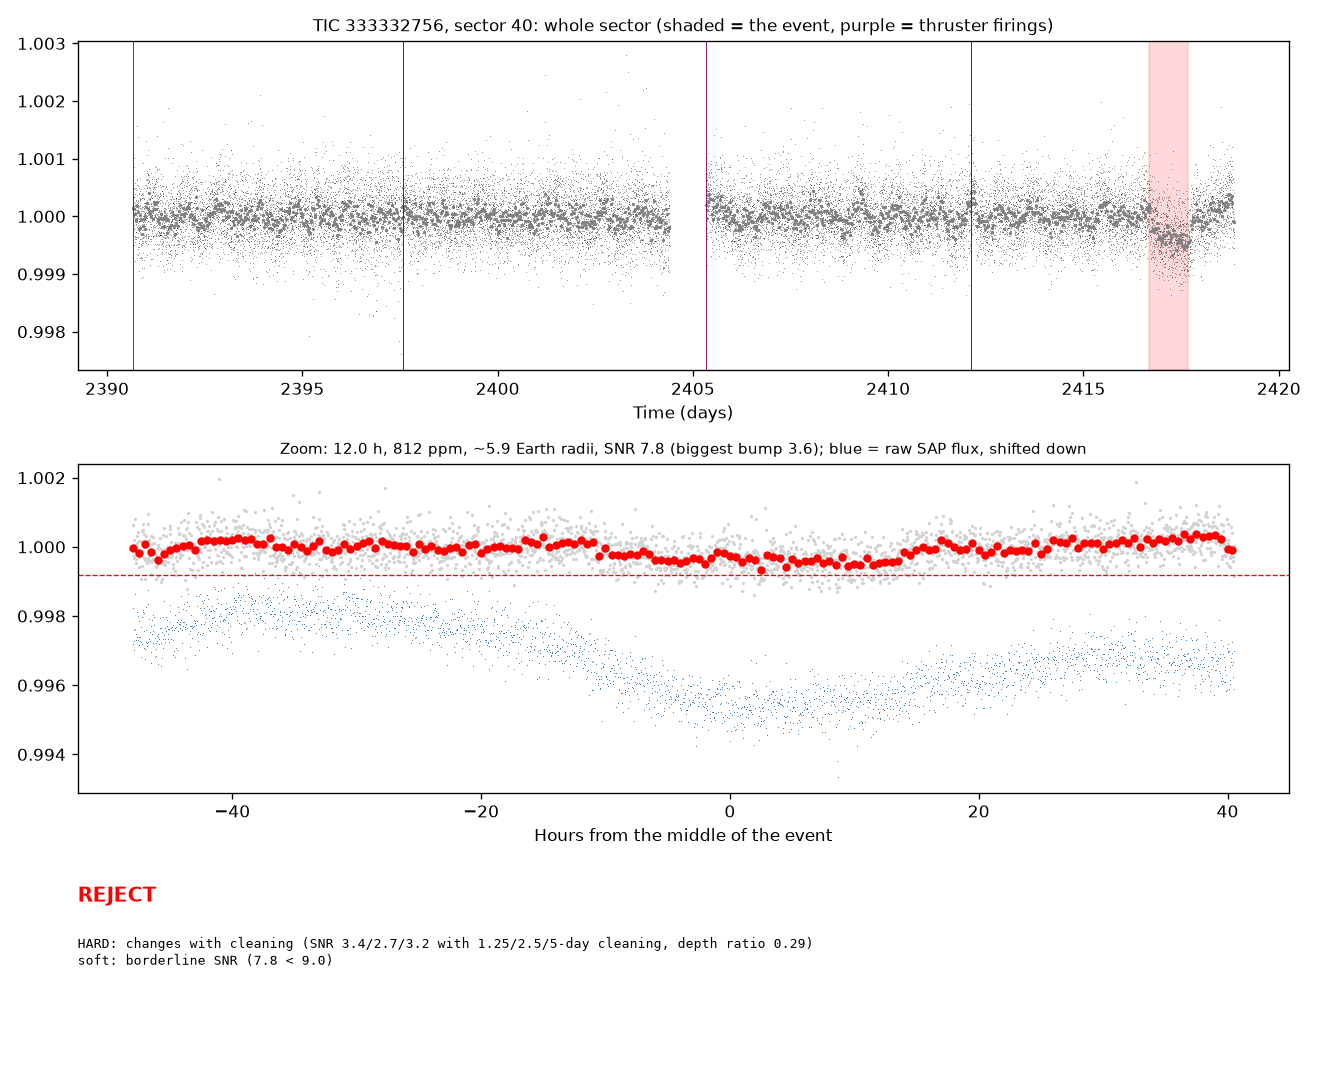 TIC 333332756, sector 40: whole sector (shaded = the event, purple = thruster firings)
1.003
1.002
1.001
1.000
0.999
0.998
2390 2395 2400 2405 2410 2415 2420
Time (days)
Zoom: 12.0 h, 812 ppm, ~5.9 Earth radii, SNR 7.8 (biggest bump 3.6); blue = raw SAP flux, shifted down
1.002
1.000
0.998
0.996
0.994
−40 −20 0 20 40
Hours from the middle of the event
REJECT
HARD: changes with cleaning (SNR 3.4/2.7/3.2 with 1.25/2.5/5-day cleaning, depth ratio 0.29)
soft: borderline SNR (7.8 < 9.0)